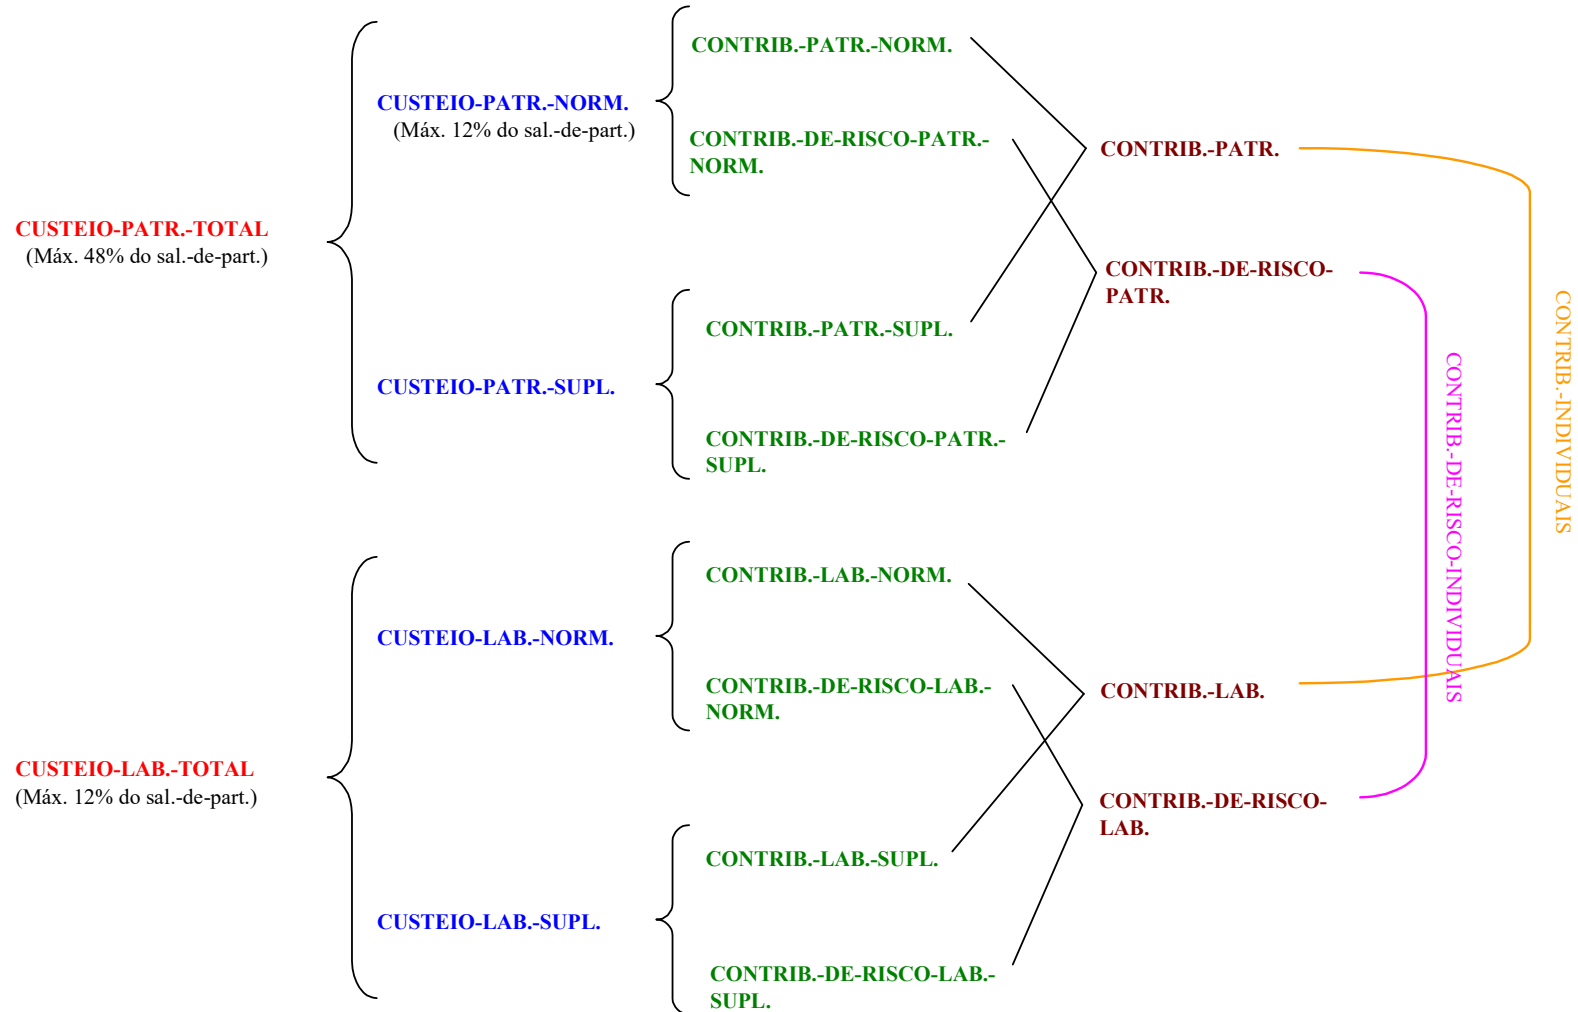 CONTRIB.-PATR.-NORM.
CUSTEIO-PATR.-NORM.
(Máx. 12% do sal.-de-part.)
CONTRIB.-DE-RISCO-PATR.-
NORM.
CONTRIB.-PATR.
CUSTEIO-PATR.-TOTAL
(Máx. 48% do sal.-de-part.)
CONTRIB.-DE-RISCO-
PATR.
CONTRIB.-PATR.-SUPL.
CUSTEIO-PATR.-SUPL.
CONTRIB.-DE-RISCO-PATR.-
SUPL.
CONTRIB.-DE-RISCO-INDIVIDUAIS
CONTRIB.-INDIVIDUAIS
CONTRIB.-LAB.-NORM.
CUSTEIO-LAB.-NORM.
CONTRIB.-DE-RISCO-LAB.-
NORM.
CONTRIB.-LAB.
CUSTEIO-LAB.-TOTAL
(Máx. 12% do sal.-de-part.)
CONTRIB.-DE-RISCO-
LAB.
CONTRIB.-LAB.-SUPL.
CUSTEIO-LAB.-SUPL.
CONTRIB.-DE-RISCO-LAB.-
SUPL.